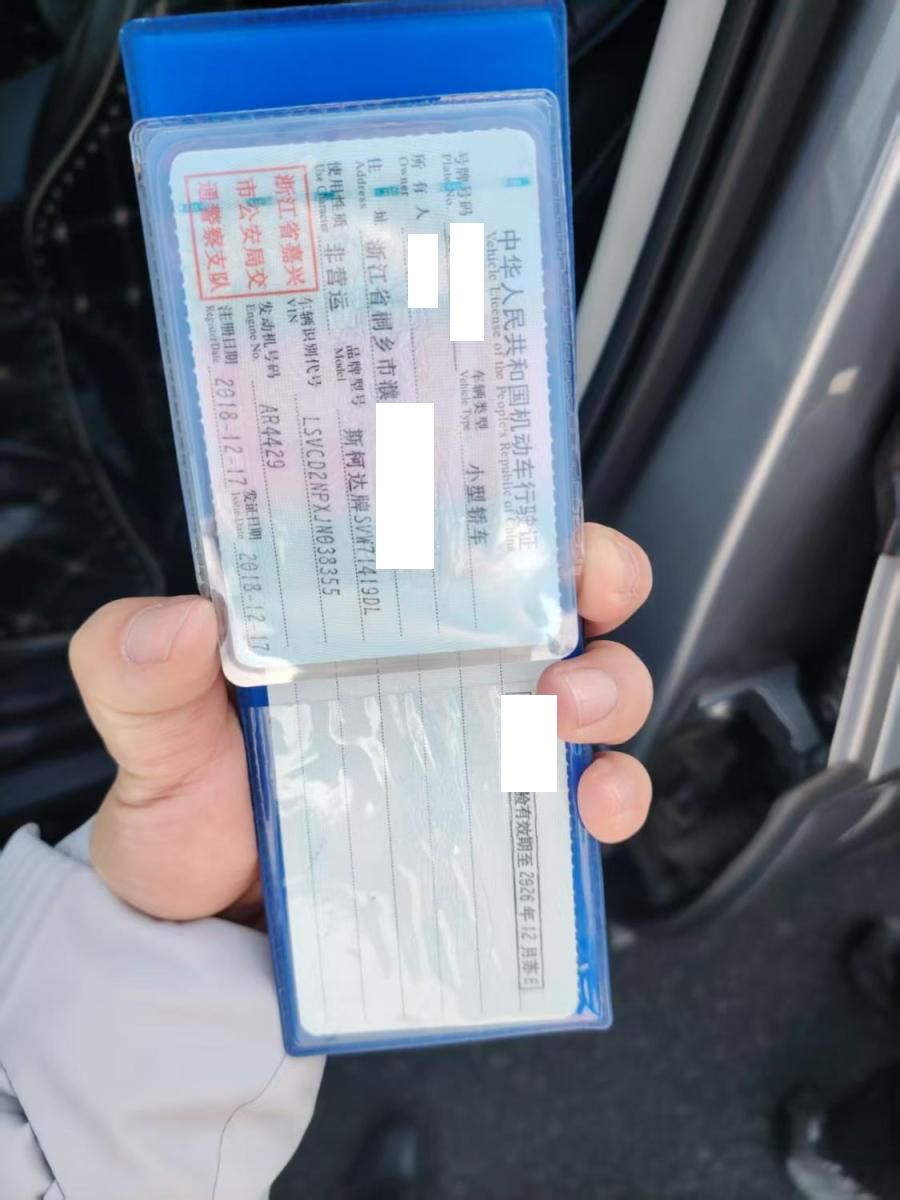 中华人民共和国机动车行驶证
Vehicle License of the People's Republic of China
号牌号码
Plate No.
车辆类型 小型轿车
Vehicle Type
所有人
Owner
住址 浙江省桐乡市濮
Address
使用性质 非营运
Use Character
品牌型号 斯柯达牌SVW71419DL
Model
车辆识别代号 LSVCD2NPXJN038355
VIN
发动机号码 AR4429
Engine No.
注册日期 2018-12-17
Register Date
发证日期 2018-12-17
Issue Date
浙江省嘉兴
市公安局交
通警察支队
检有效期至2026年12月浙E